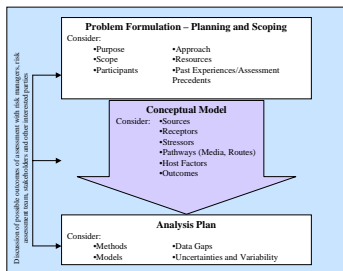 Problem Formulation – Planning and Scoping
Consider:
•Purpose
•Approach
•Scope
•Resources
•Participants
•Past Experiences/Assessment
Precedents
Conceptual Model
Consider:
•Sources
•Receptors
•Stressors
•Pathways (Media, Routes)
•Host Factors
•Outcomes
Analysis Plan
Consider:
•Methods
•Data Gaps
•Models
•Uncertainties and Variability
Discussion of possible outcomes of assessment with risk managers, risk
assessment team, stakeholders and other interested parties